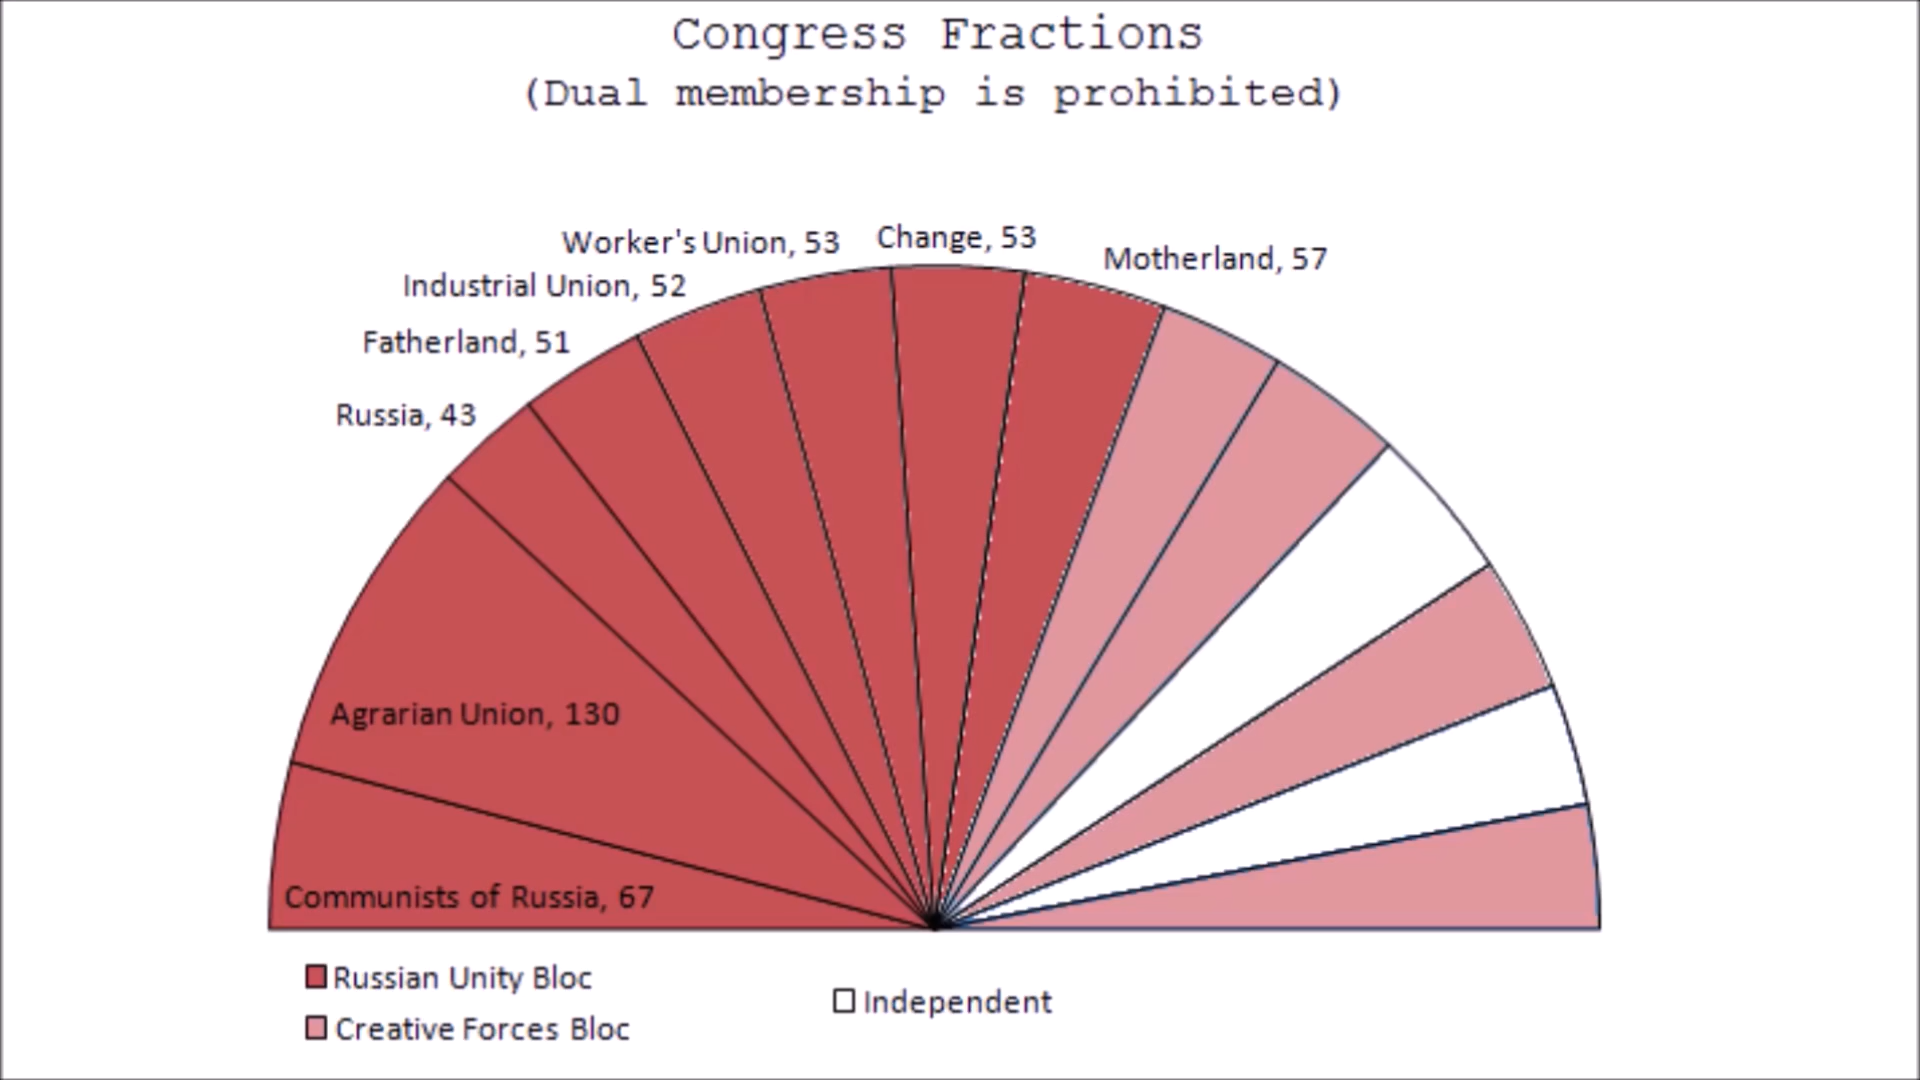 Congress Fractions
(Dual membership is prohibited)
Worker's Union, 53
Change, 53
Motherland, 57
Industrial Union, 52
Fatherland, 51
Russia, 43
Agrarian Union, 130
Communists of Russia, 67
Russian Unity Bloc
Independent
Creative Forces Bloc